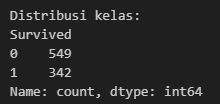 Distribusi kelas:
Survived
0    549
1    342
Name: count, dtype: int64